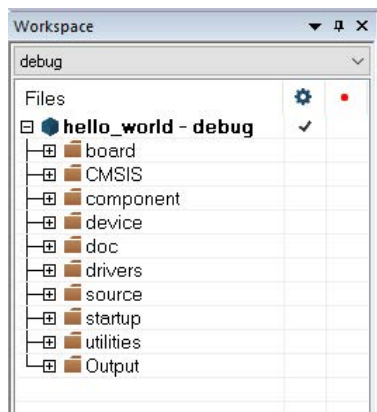 Workspace
debug
Files
hello_world - debug
board
CMSIS
component
device
doc
drivers
source
startup
utilities
Output